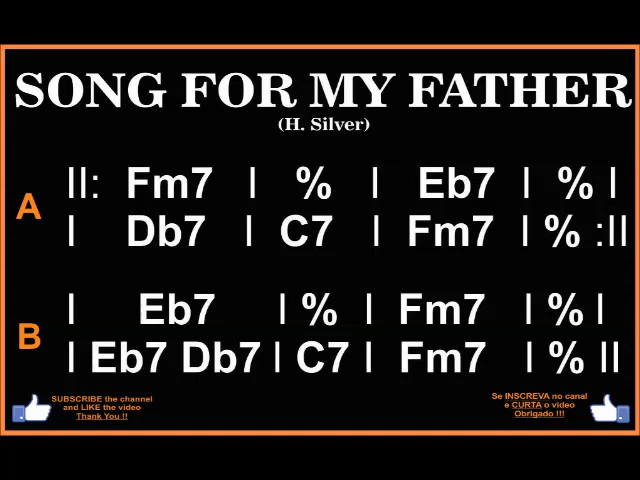 SONG FOR MY FATHER
(H. Silver)
A
||: Fm7 | % | Eb7 | % |
| Db7 | C7 | Fm7 | % :||
B
| Eb7 | % | Fm7 | % |
| Eb7 Db7 | C7 | Fm7 | % ||
SUBSCRIBE the channel
and LIKE the video
Thank You !!
Se INSCREVA no canal
e CURTA o video
Obrigado !!!